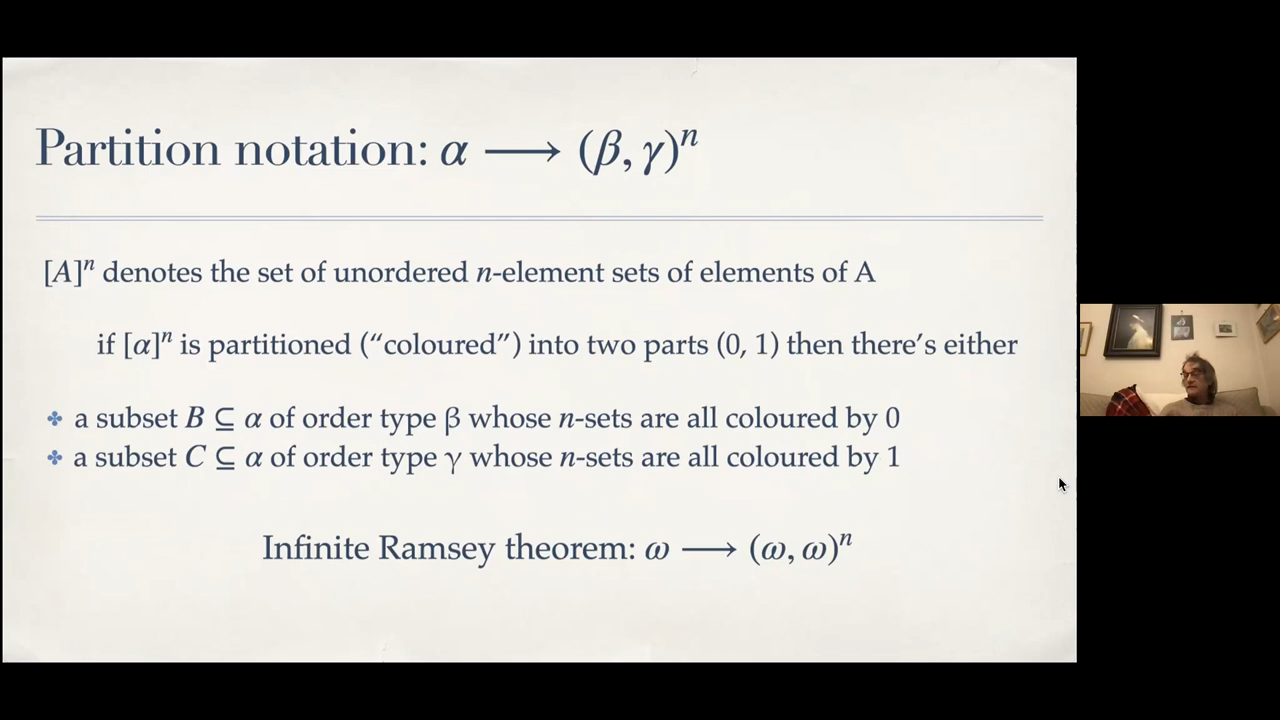 Partition notation: α ⟶ (β, γ)ⁿ
[A]ⁿ denotes the set of unordered n-element sets of elements of A
if [α]ⁿ is partitioned (“coloured”) into two parts (0, 1) then there’s either
✤ a subset B ⊆ α of order type β whose n-sets are all coloured by 0
✤ a subset C ⊆ α of order type γ whose n-sets are all coloured by 1
Infinite Ramsey theorem: ω ⟶ (ω, ω)ⁿ